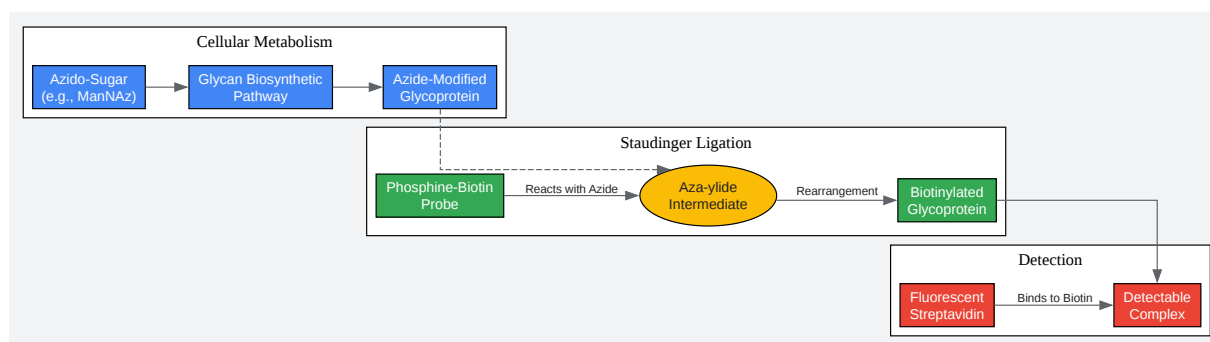 Cellular Metabolism
Azido-Sugar
(e.g., ManNAz)
Glycan Biosynthetic
Pathway
Azide-Modified
Glycoprotein
Staudinger Ligation
Phosphine-Biotin
Probe
Reacts with Azide
Aza-ylide
Intermediate
Rearrangement
Biotinylated
Glycoprotein
Detection
Fluorescent
Streptavidin
Binds to Biotin
Detectable
Complex